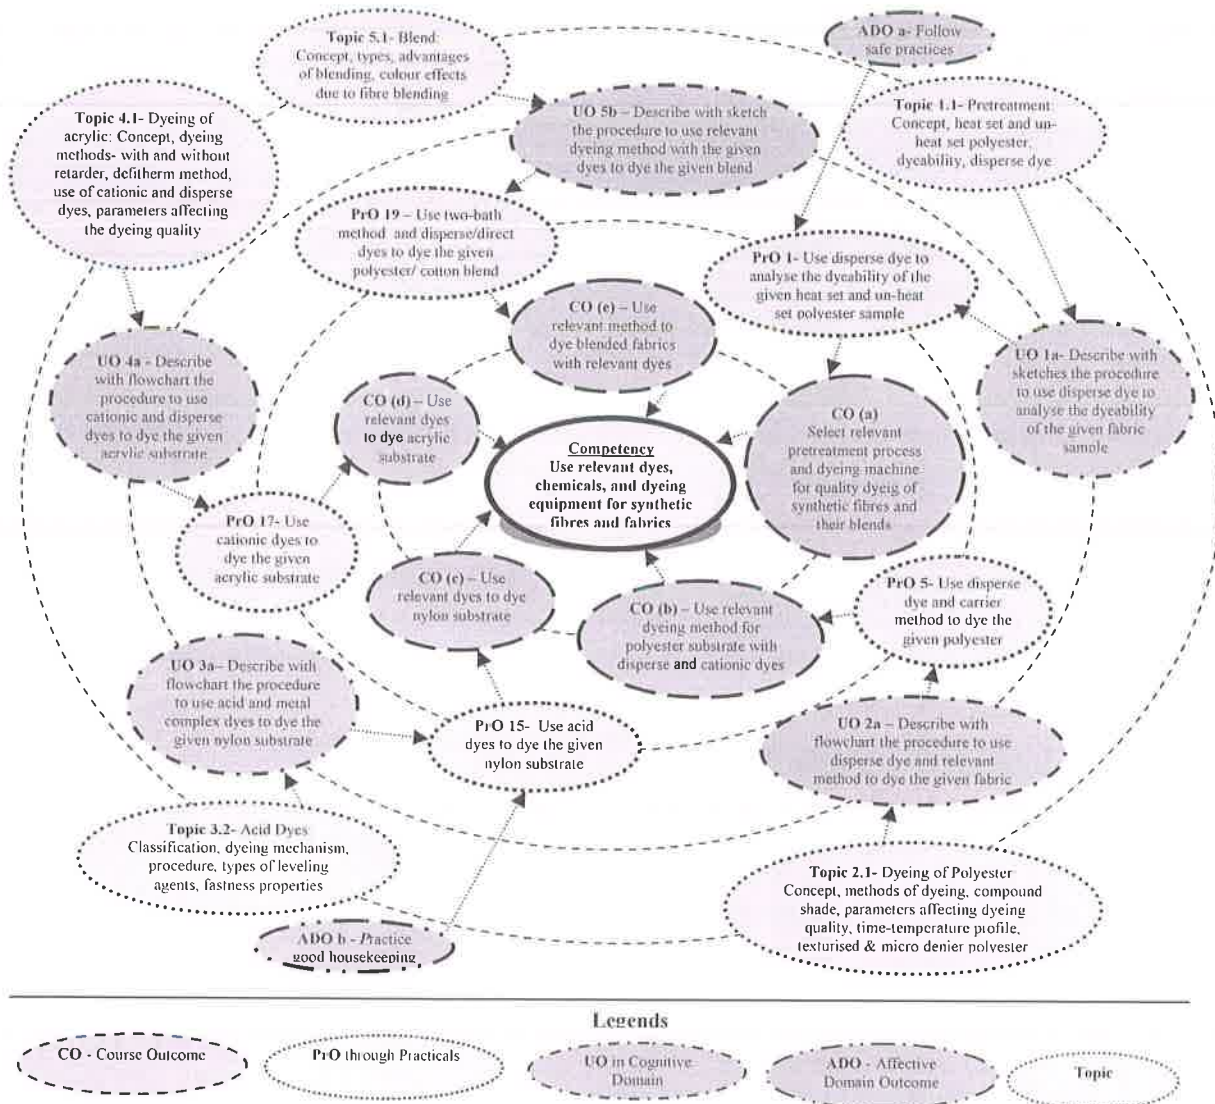 Topic 5.1- Blend:
Concept, types, advantages
of blending, colour effects
due to fibre blending
ADO a- Follow
safe practices
Topic 4.1- Dyeing of
acrylic: Concept, dyeing
methods- with and without
retarder, defitherm method,
use of cationic and disperse
dyes, parameters affecting
the dyeing quality
UO 5b – Describe with sketch
the procedure to use relevant
dyeing method with the given
dyes to dye the given blend
Topic 1.1- Pretreatment:
Concept, heat set and un-
heat set polyester,
dyeability, disperse dye
PrO 19 – Use two-bath
method and disperse/direct
dyes to dye the given
polyester/ cotton blend
PrO 1- Use disperse dye to
analyse the dyeability of the
given heat set and un-heat
set polyester sample
CO (e) – Use
relevant method to
dye blended fabrics
with relevant dyes
UO 4a - Describe
with flowchart the
procedure to use
cationic and disperse
dyes to dye the given
acrylic substrate
UO 1a- Describe with
sketches the procedure
to use disperse dye to
analyse the dyeability
of the given fabric
sample
CO (d) – Use
relevant dyes
to dye acrylic
substrate
CO (a)
Select relevant
pretreatment process
and dyeing machine
for quality dyeig of
synthetic fibres and
their blends
Competency
Use relevant dyes,
chemicals, and dyeing
equipment for synthetic
fibres and fabrics
PrO 17- Use
cationic dyes to
dye the given
acrylic substrate
CO (c) – Use
relevant dyes to dye
nylon substrate
CO (b) – Use relevant
dyeing method for
polyester substrate with
disperse and cationic dyes
PrO 5- Use disperse
dye and carrier
method to dye the
given polyester
UO 3a– Describe with
flowchart the procedure
to use acid and metal
complex dyes to dye the
given nylon substrate
PrO 15- Use acid
dyes to dye the given
nylon substrate
UO 2a – Describe with
flowchart the procedure to use
disperse dye and relevant
method to dye the given fabric
Topic 3.2- Acid Dyes
Classification, dyeing mechanism,
procedure, types of leveling
agents, fastness properties
Topic 2.1- Dyeing of Polyester
Concept, methods of dyeing, compound
shade, parameters affecting dyeing
quality, time-temperature profile,
texturised & micro denier polyester
ADO b - Practice
good housekeeping
Legends
CO - Course Outcome
PrO through Practicals
UO in Cognitive
Domain
ADO - Affective
Domain Outcome
Topic